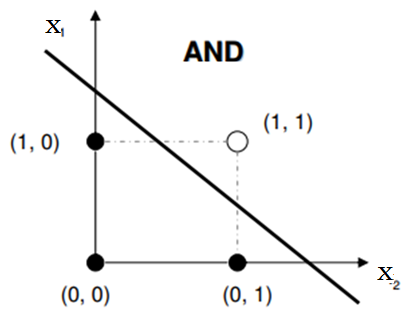 X₁
AND
(1, 1)
(1, 0)
(0, 0)
(0, 1)
X₂